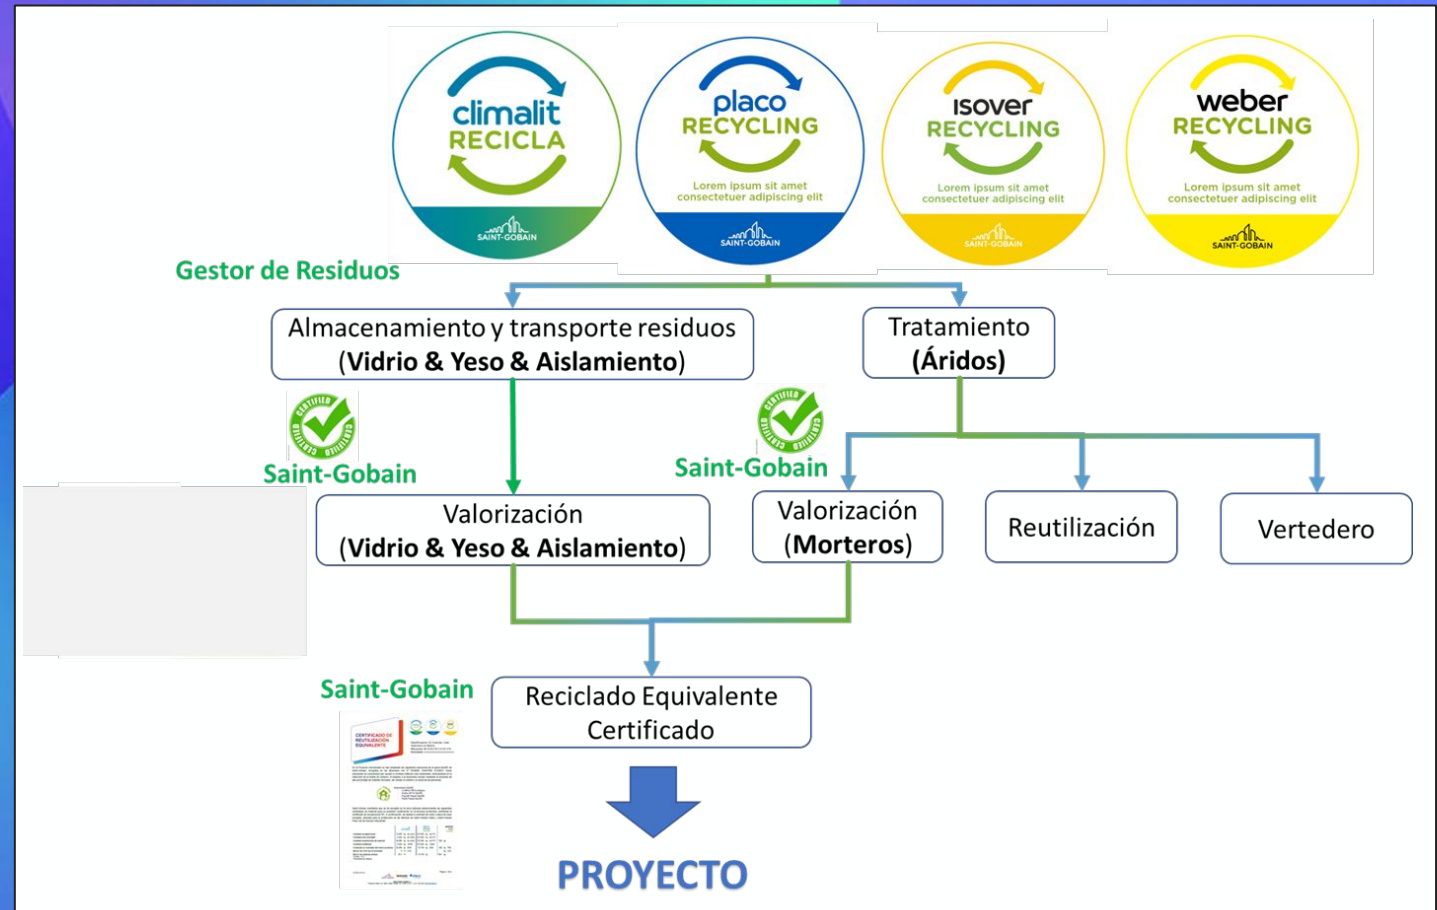 climalit
RECICLA
SAINT-GOBAIN
placo
RECYCLING
Lorem ipsum sit amet
consectetuer adipiscing elit
SAINT-GOBAIN
isover
RECYCLING
Lorem ipsum sit amet
consectetuer adipiscing elit
SAINT-GOBAIN
weber
RECYCLING
Lorem ipsum sit amet
consectetuer adipiscing elit
SAINT-GOBAIN
Gestor de Residuos
Almacenamiento y transporte residuos
(Vidrio & Yeso & Aislamiento)
Tratamiento
(Áridos)
CERTIFIED
CERTIFIED
Saint-Gobain
CERTIFIED
CERTIFIED
Saint-Gobain
Valorización
(Vidrio & Yeso & Aislamiento)
Valorización
(Morteros)
Reutilización
Vertedero
Saint-Gobain
Reciclado Equivalente
Certificado
CERTIFICADO DE
REUTILIZACIÓN
EQUIVALENTE
PROYECTO